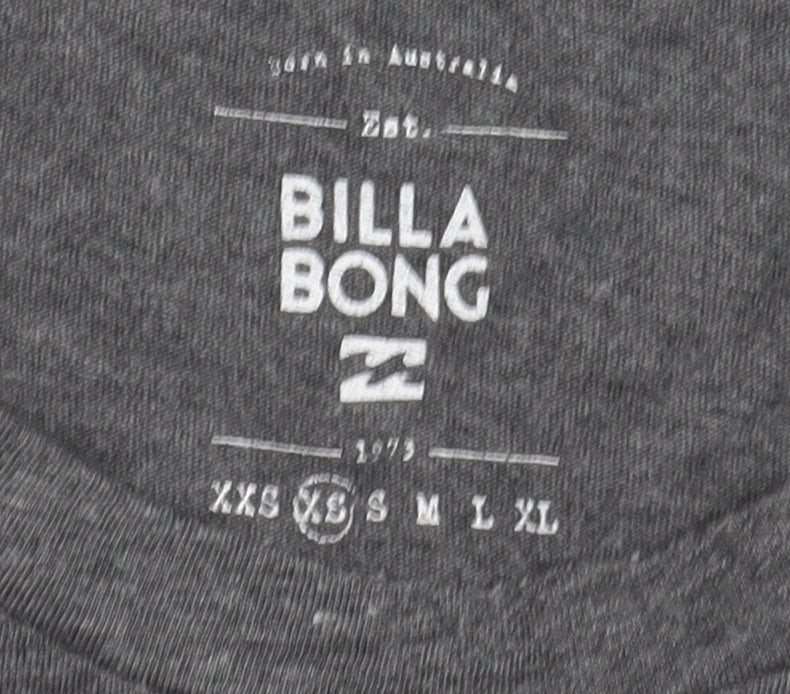 Born in Australia
Est.
BILLA
BONG
1973
XXS XS S M L XL